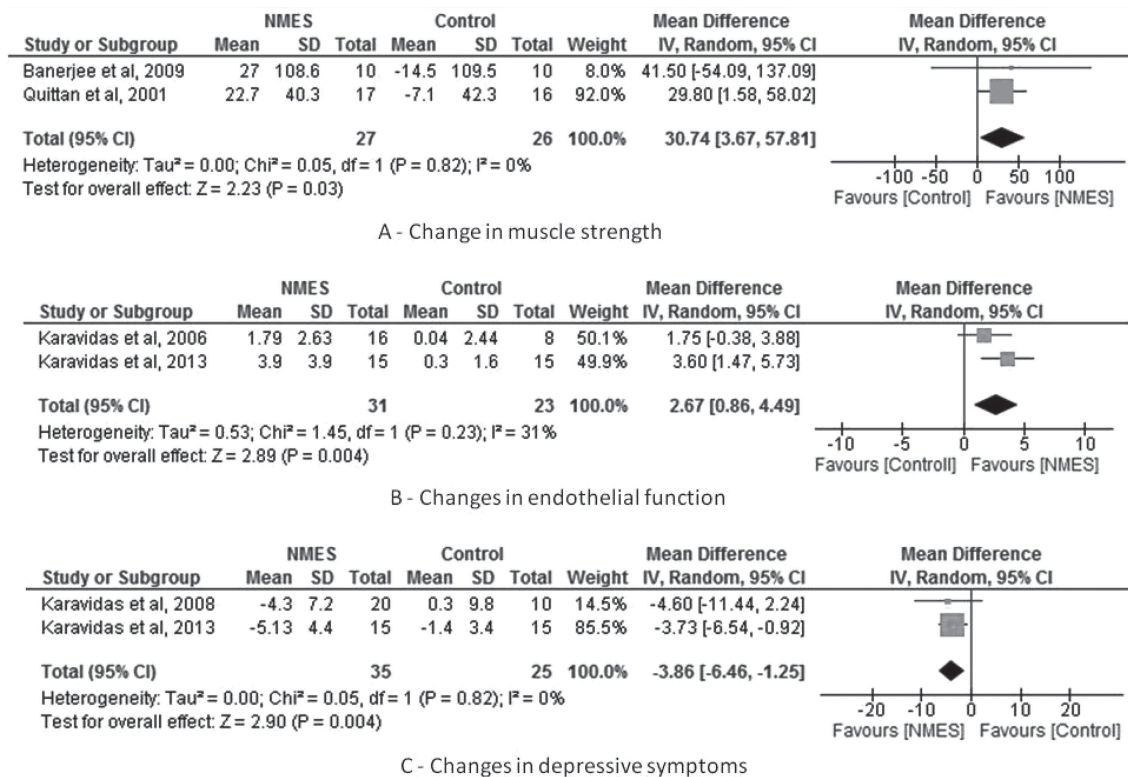 NMES Control Mean Difference Mean Difference
Study or Subgroup Mean SD Total Mean SD Total Weight IV, Random, 95% CI IV, Random, 95% CI
Banerjee et al, 2009 27 108.6 10 -14.5 109.5 10 8.0% 41.50 [-54.09, 137.09]
Quittan et al, 2001 22.7 40.3 17 -7.1 42.3 16 92.0% 29.80 [1.58, 58.02]
Total (95% CI) 27 26 100.0% 30.74 [3.67, 57.81]
Heterogeneity: Tau² = 0.00; Chi² = 0.05, df = 1 (P = 0.82); I² = 0%
Test for overall effect: Z = 2.23 (P = 0.03)
-100 -50 0 50 100
Favours [Control] Favours [NMES]
A - Change in muscle strength
NMES Control Mean Difference Mean Difference
Study or Subgroup Mean SD Total Mean SD Total Weight IV, Random, 95% CI IV, Random, 95% CI
Karavidas et al, 2006 1.79 2.63 16 0.04 2.44 8 50.1% 1.75 [-0.38, 3.88]
Karavidas et al, 2013 3.9 3.9 15 0.3 1.6 15 49.9% 3.60 [1.47, 5.73]
Total (95% CI) 31 23 100.0% 2.67 [0.86, 4.49]
Heterogeneity: Tau² = 0.53; Chi² = 1.45, df = 1 (P = 0.23); I² = 31%
Test for overall effect: Z = 2.89 (P = 0.004)
-10 -5 0 5 10
Favours [Controll] Favours [NMES]
B - Changes in endothelial function
NMES Control Mean Difference Mean Difference
Study or Subgroup Mean SD Total Mean SD Total Weight IV, Random, 95% CI IV, Random, 95% CI
Karavidas et al, 2008 -4.3 7.2 20 0.3 9.8 10 14.5% -4.60 [-11.44, 2.24]
Karavidas et al, 2013 -5.13 4.4 15 -1.4 3.4 15 85.5% -3.73 [-6.54, -0.92]
Total (95% CI) 35 25 100.0% -3.86 [-6.46, -1.25]
Heterogeneity: Tau² = 0.00; Chi² = 0.05, df = 1 (P = 0.82); I² = 0%
Test for overall effect: Z = 2.90 (P = 0.004)
-20 -10 0 10 20
Favours [NMES] Favours [Control]
C - Changes in depressive symptoms